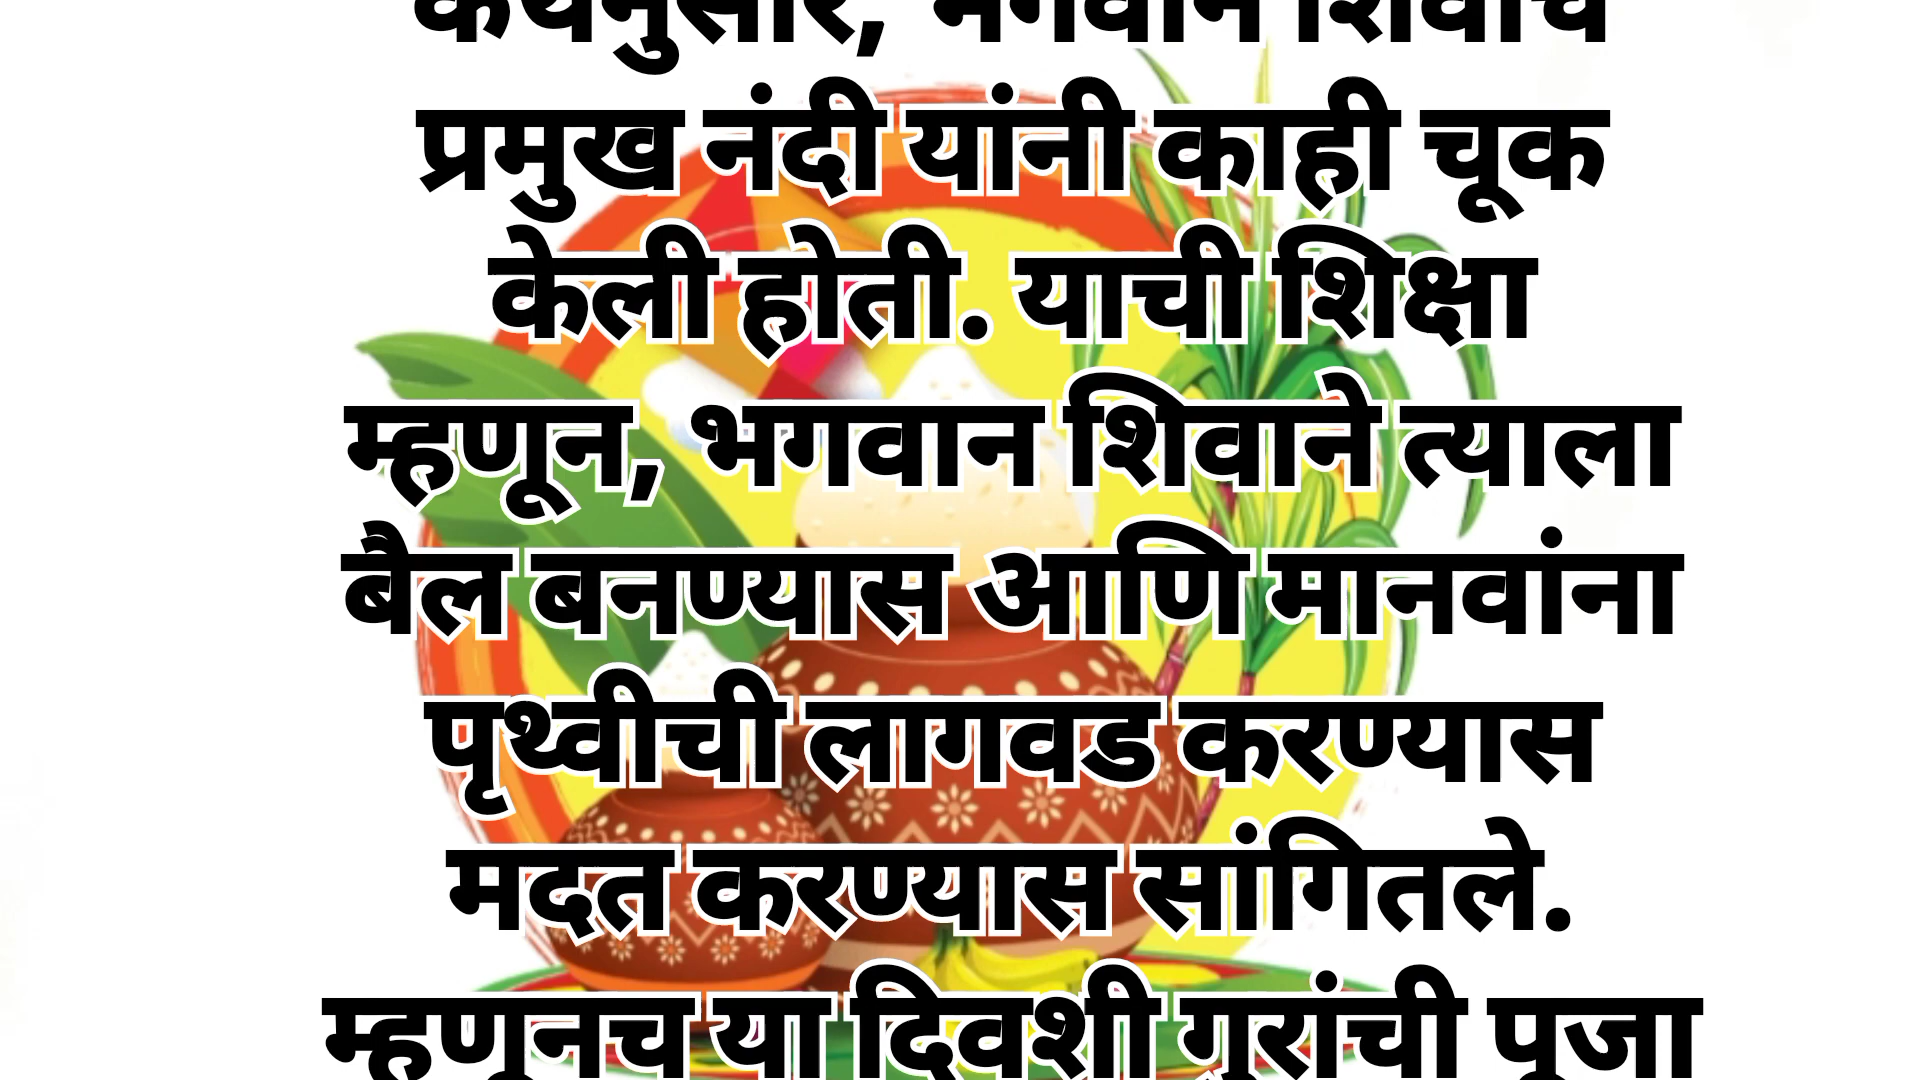 कथेनुसार, भगवान शिवाचे
प्रमुख नंदी यांनी काही चूक
केली होती. याची शिक्षा
म्हणून, भगवान शिवाने त्याला
बैल बनण्यास आणि मानवांना
पृथ्वीची लागवड करण्यास
मदत करण्यास सांगितले.
म्हणूनच या दिवशी गुरांची पूजा